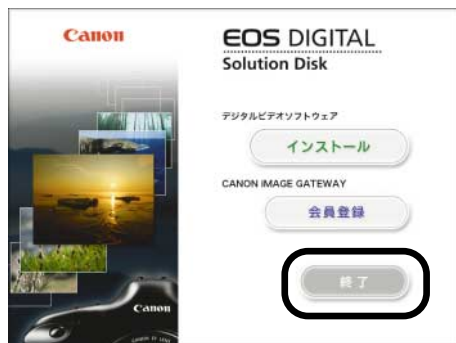 Canon
EOS DIGITAL
Solution Disk
デジタルビデオソフトウェア
インストール
CANON iMAGE GATEWAY
会員登録
終了
Canon